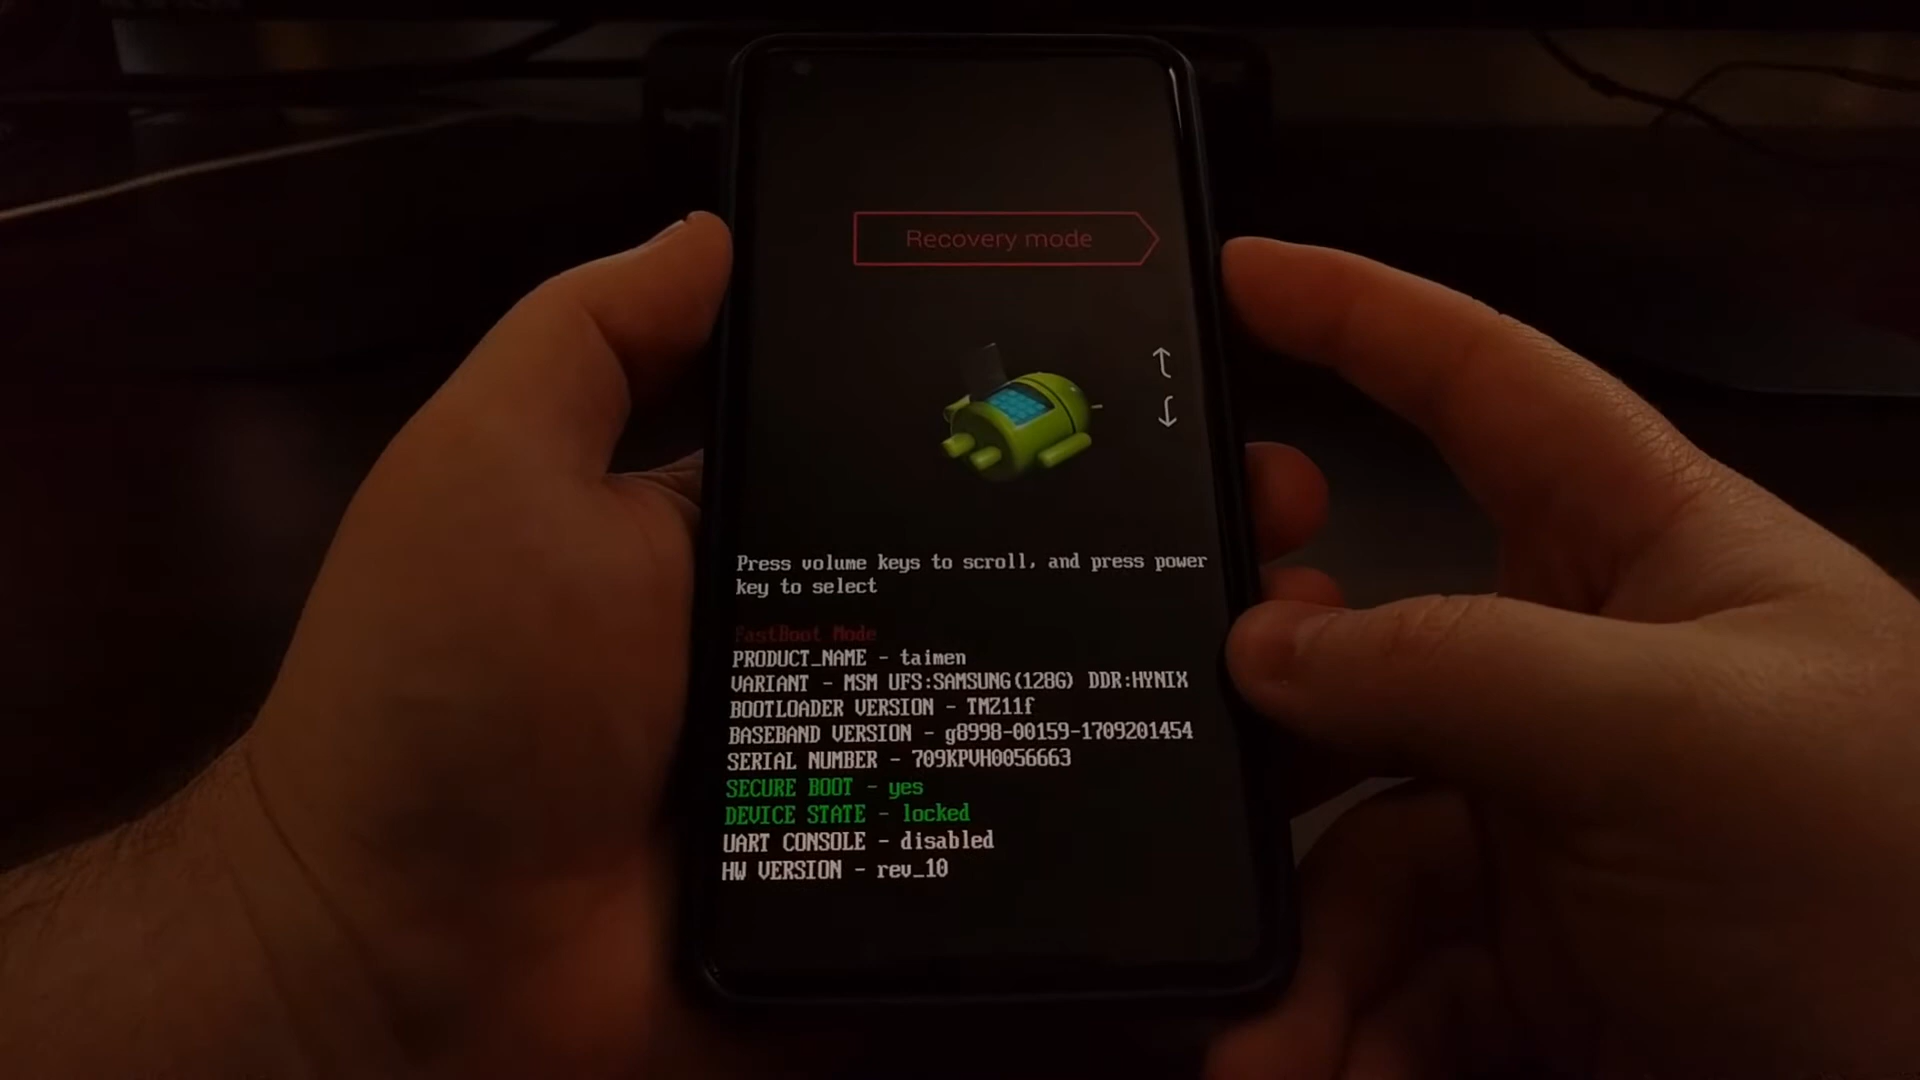 Recovery mode
Press volume keys to scroll, and press power
key to select
FastBoot Mode
PRODUCT_NAME - taimen
VARIANT - MSM UFS:SAMSUNG(128G) DDR:HYNIX
BOOTLOADER VERSION - TMZ11f
BASEBAND VERSION - g8998-00159-1709201454
SERIAL NUMBER - 709KPVH0056663
SECURE BOOT - yes
DEVICE STATE - locked
UART CONSOLE - disabled
HW VERSION - rev_10